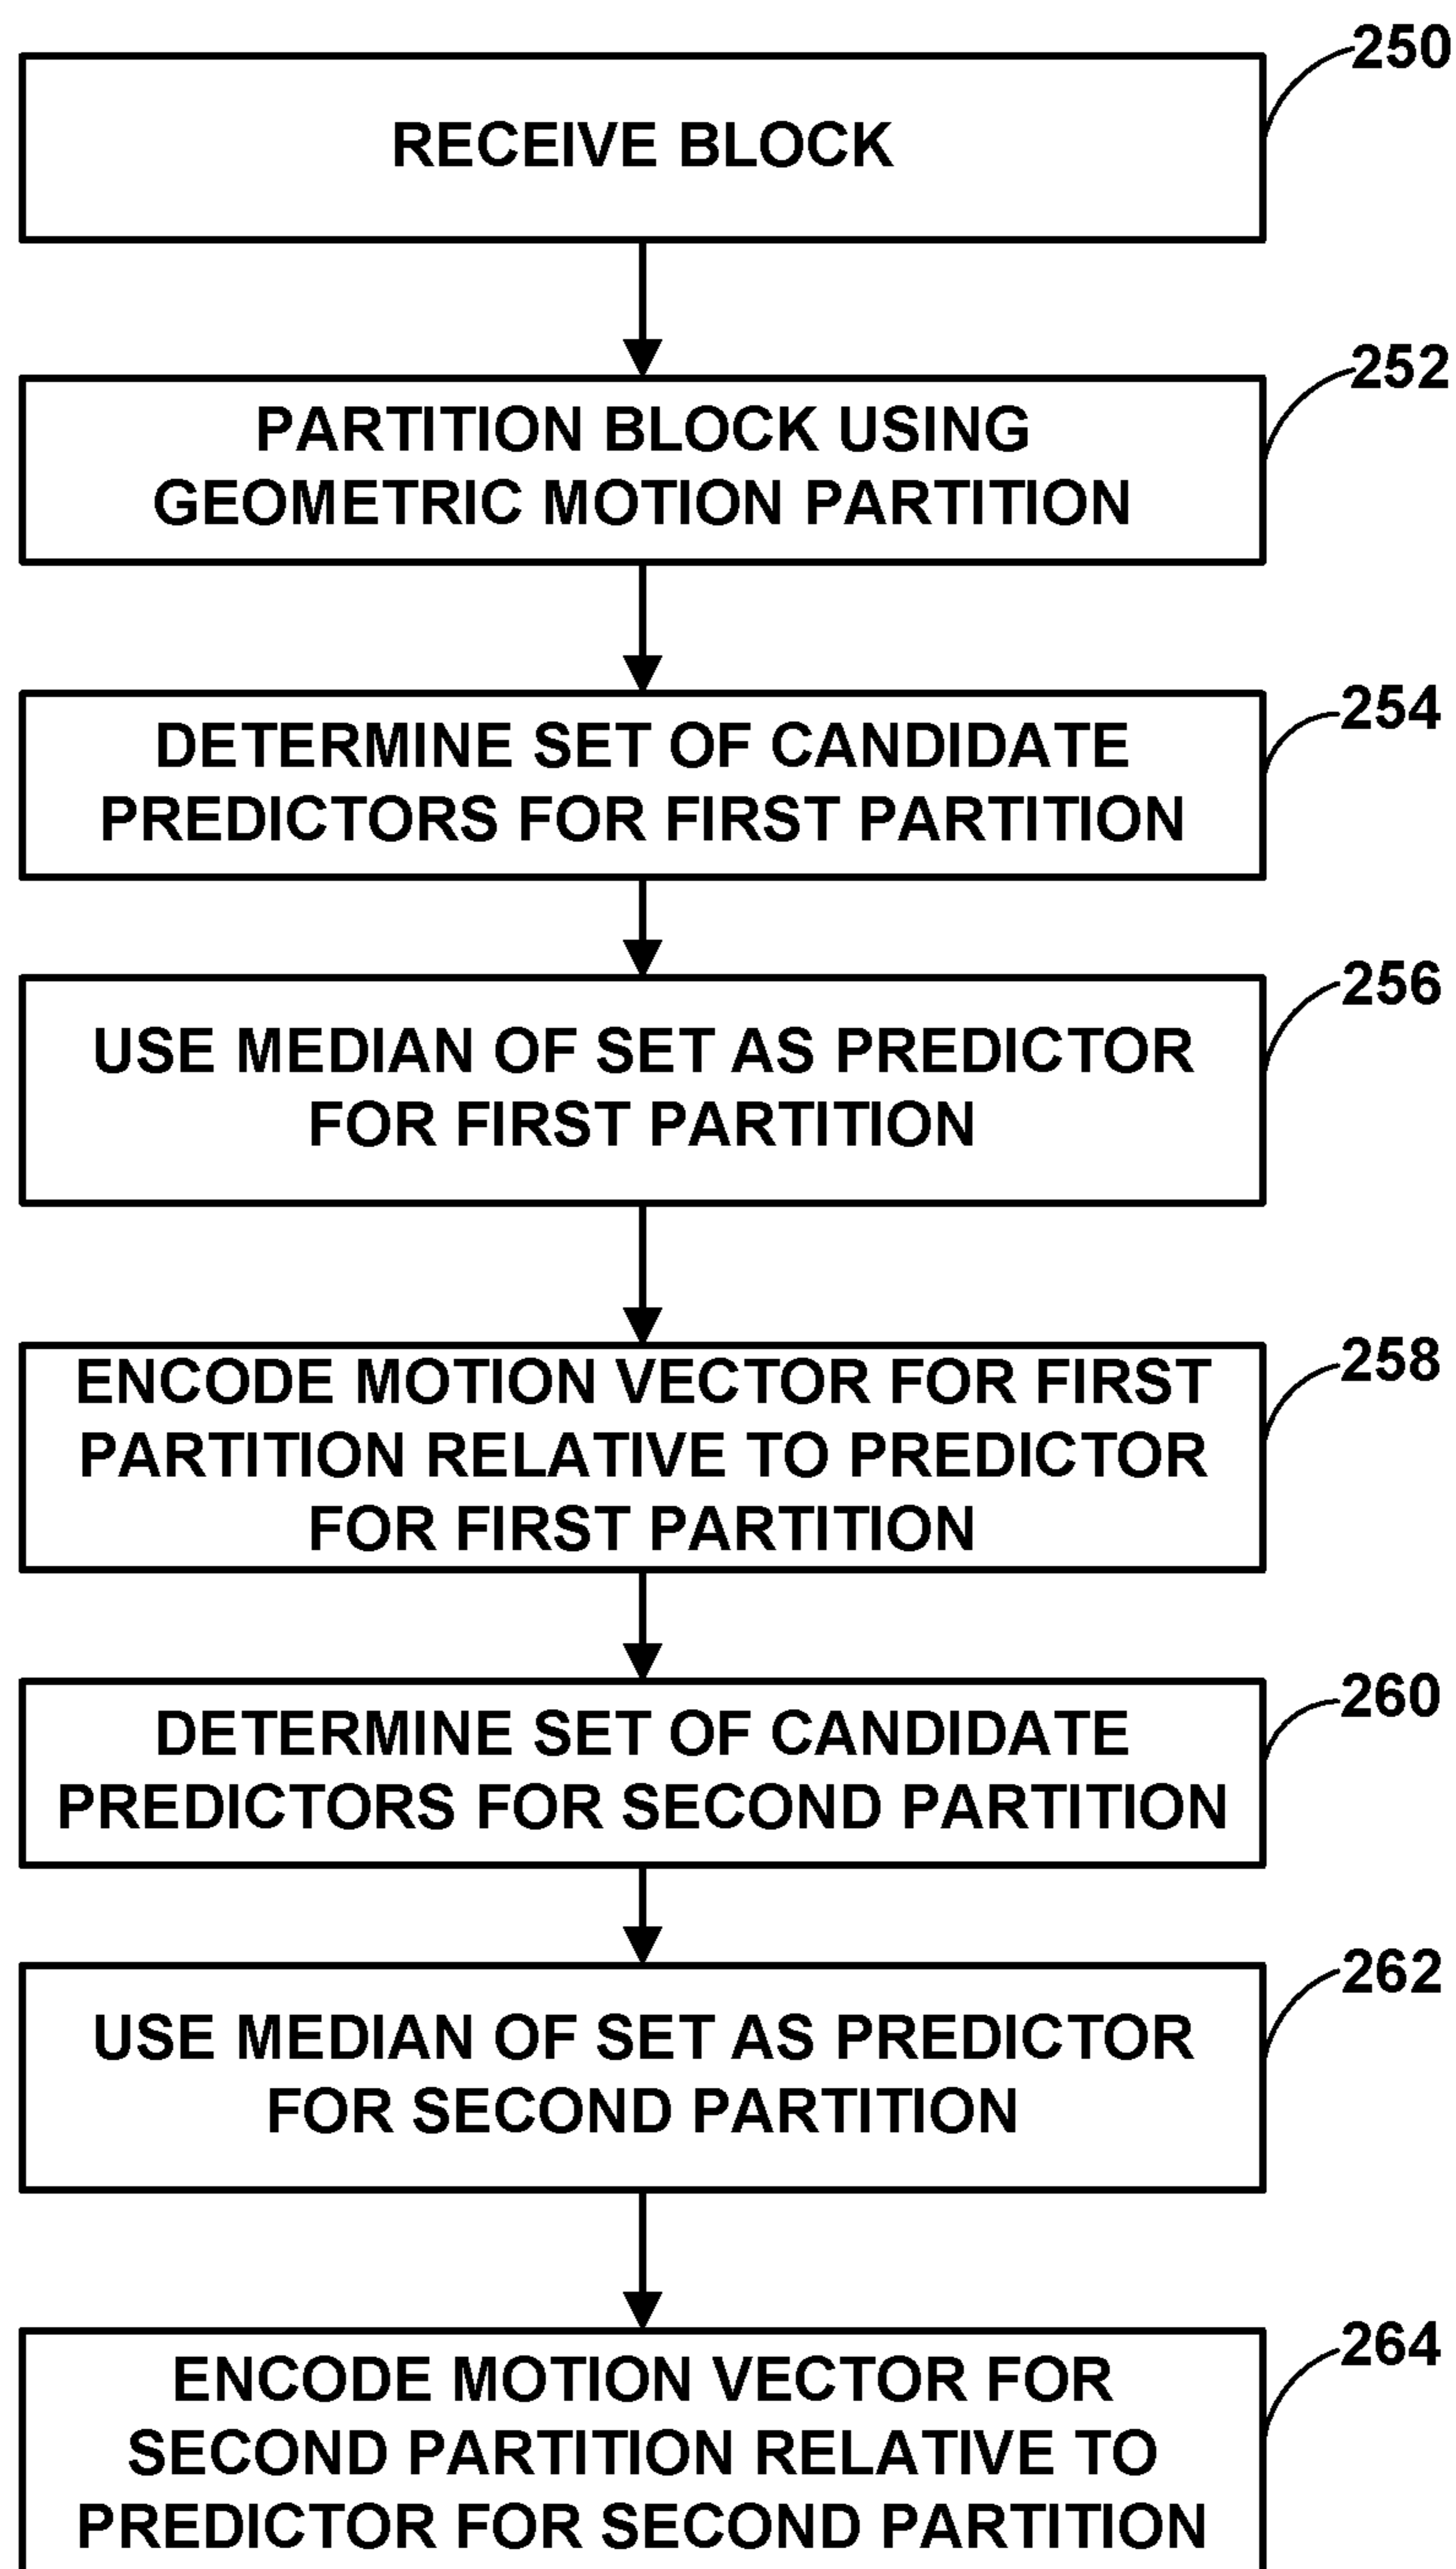 250
RECEIVE BLOCK
252
PARTITION BLOCK USING
GEOMETRIC MOTION PARTITION
254
DETERMINE SET OF CANDIDATE
PREDICTORS FOR FIRST PARTITION
256
USE MEDIAN OF SET AS PREDICTOR
FOR FIRST PARTITION
258
ENCODE MOTION VECTOR FOR FIRST
PARTITION RELATIVE TO PREDICTOR
FOR FIRST PARTITION
260
DETERMINE SET OF CANDIDATE
PREDICTORS FOR SECOND PARTITION
262
USE MEDIAN OF SET AS PREDICTOR
FOR SECOND PARTITION
264
ENCODE MOTION VECTOR FOR
SECOND PARTITION RELATIVE TO
PREDICTOR FOR SECOND PARTITION